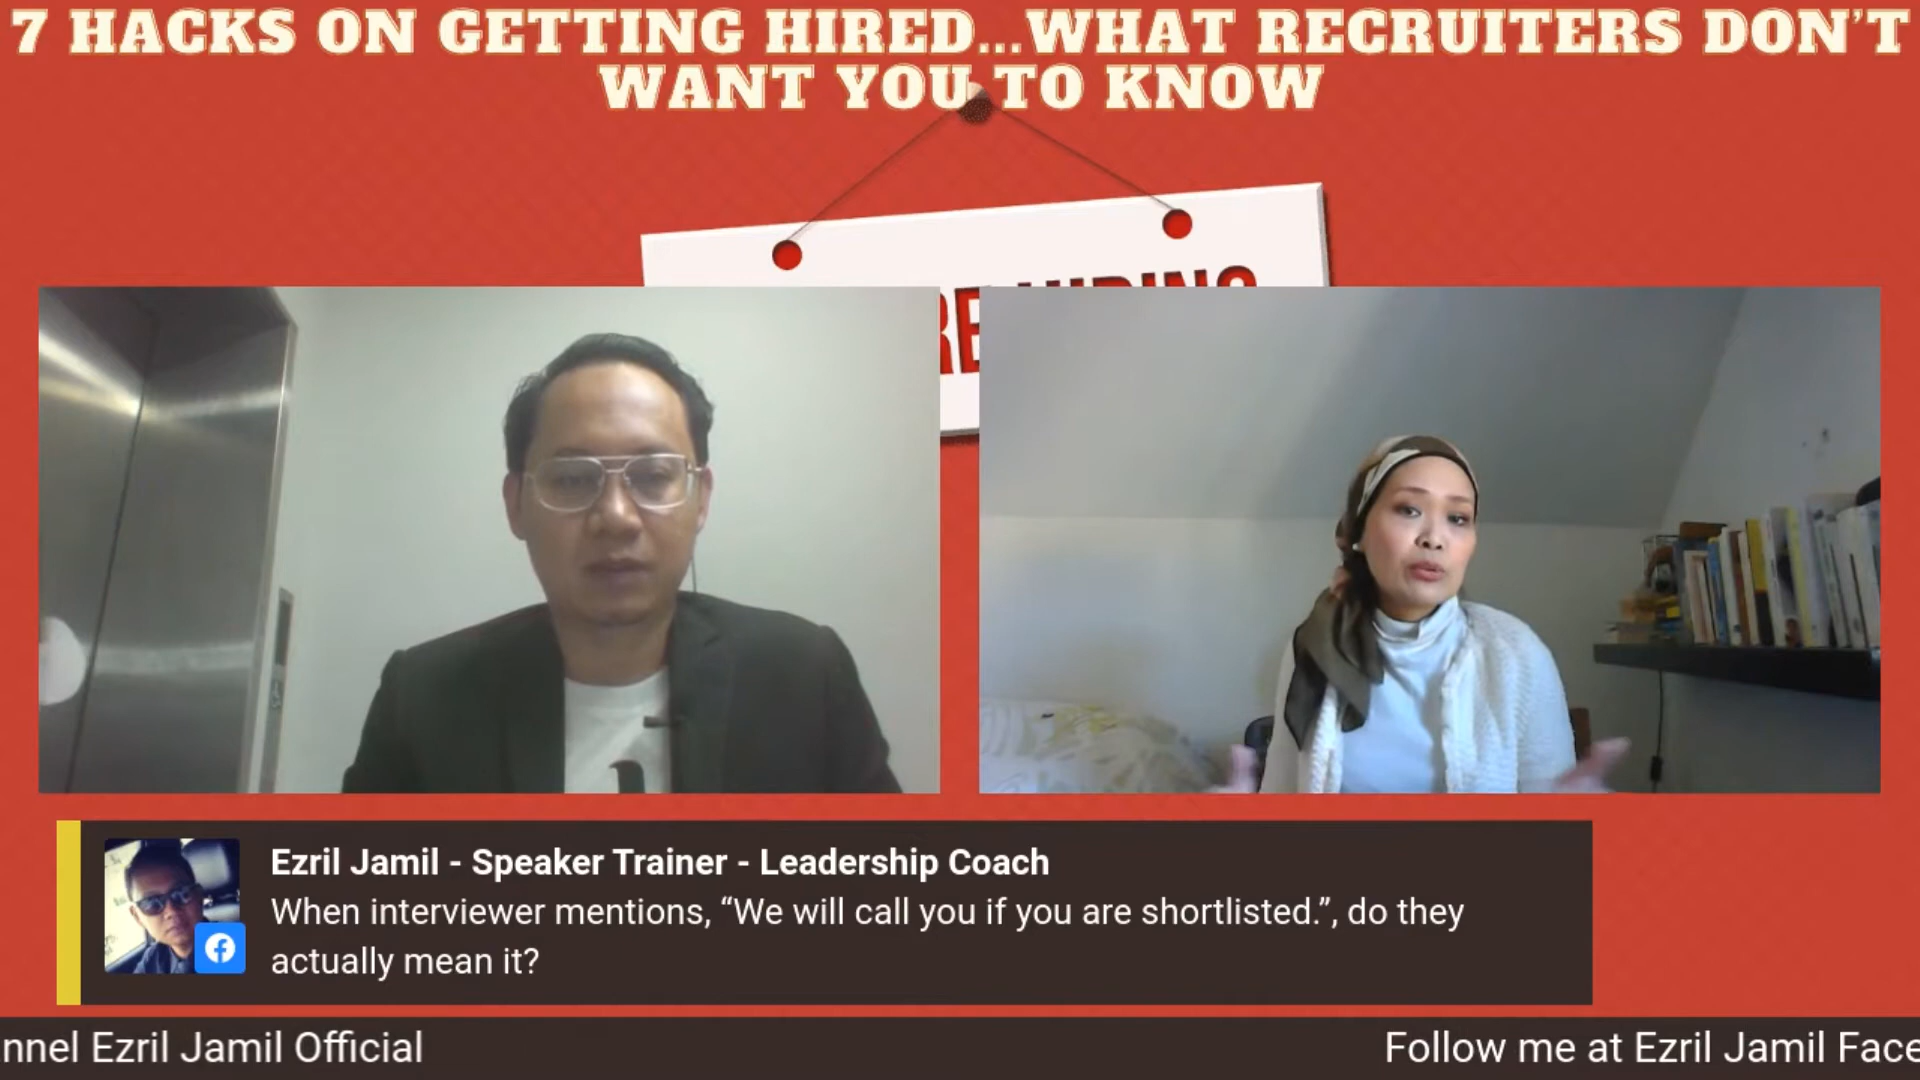 7 HACKS ON GETTING HIRED...WHAT RECRUITERS DON'T
WANT YOU TO KNOW
RE HIRING
Ezril Jamil - Speaker Trainer - Leadership Coach
When interviewer mentions, “We will call you if you are shortlisted.”, do they
actually mean it?
nnel Ezril Jamil Official
Follow me at Ezril Jamil Face